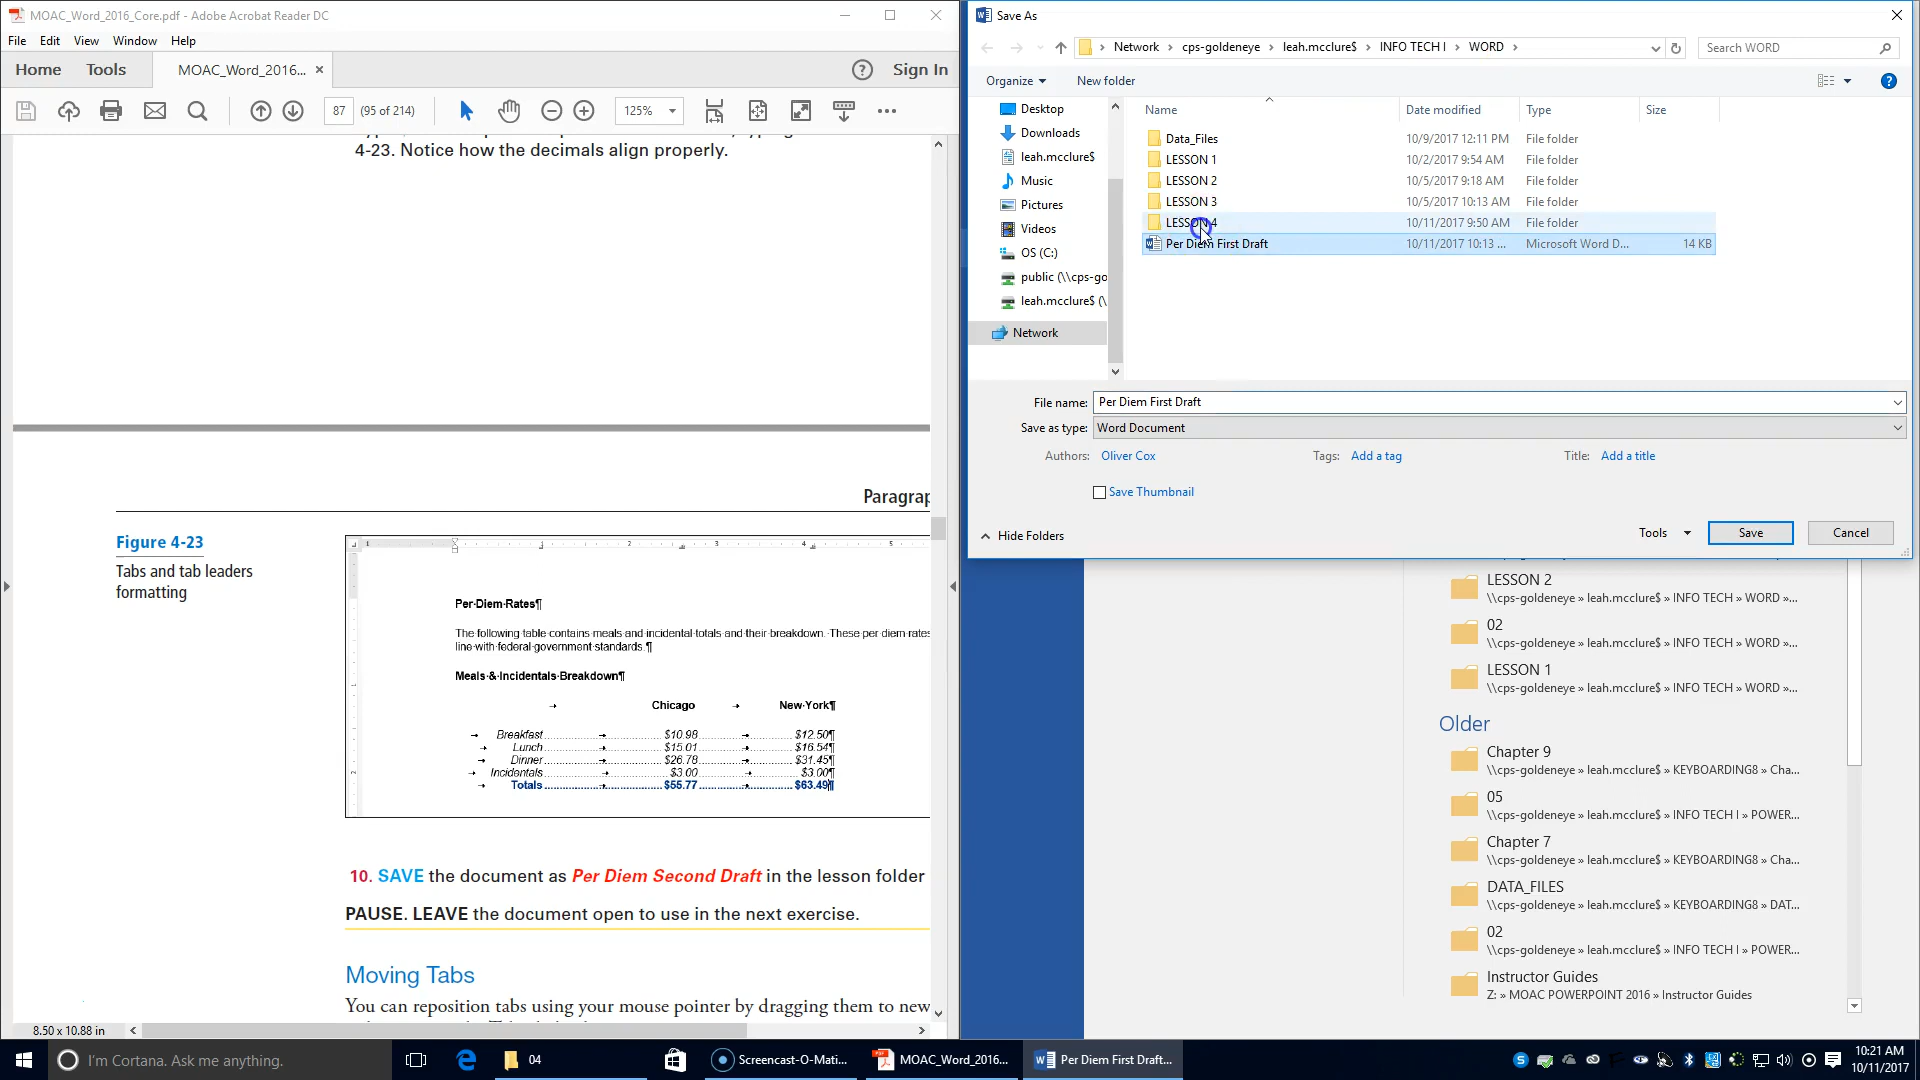 MOAC_Word_2016_Core.pdf - Adobe Acrobat Reader DC
File Edit View Window Help
Home Tools MOAC_Word_2016... × Sign In
87 (95 of 214) 125%
4-23. Notice how the decimals align properly.
Paragrap
Figure 4-23
Tabs and tab leaders
formatting
Per·Diem·Rates¶
The·following·table·contains·meals·and·incidental·totals·and·their·breakdown.··These·per·diem·rates
line·with·federal·government·standards.¶
Meals·&·Incidentals·Breakdown¶
→ Chicago → New·York¶
→ Breakfast → $10.98 → $12.50¶
→ Lunch → $15.01 → $16.54¶
→ Dinner → $26.78 → $31.45¶
→ Incidentals → $3.00 → $3.00¶
→ Totals → $55.77 → $63.49¶
10. SAVE the document as Per Diem Second Draft in the lesson folder
PAUSE. LEAVE the document open to use in the next exercise.
Moving Tabs
You can reposition tabs using your mouse pointer by dragging them to new
8.50 x 10.88 in
Save As
Network › cps-goldeneye › leah.mcclure$ › INFO TECH I › WORD ›
Search WORD
Organize New folder
Desktop
Downloads
leah.mcclure$
Music
Pictures
Videos
OS (C:)
public (\\cps-go
leah.mcclure$ (\
Network
Name Date modified Type Size
Data_Files 10/9/2017 12:11 PM File folder
LESSON 1 10/2/2017 9:54 AM File folder
LESSON 2 10/5/2017 9:18 AM File folder
LESSON 3 10/5/2017 10:13 AM File folder
LESSON 4 10/11/2017 9:50 AM File folder
Per Diem First Draft 10/11/2017 10:13 ... Microsoft Word D... 14 KB
File name: Per Diem First Draft
Save as type: Word Document
Authors: Oliver Cox Tags: Add a tag Title: Add a title
Save Thumbnail
Hide Folders Tools Save Cancel
LESSON 2
\\cps-goldeneye » leah.mcclure$ » INFO TECH » WORD »...
02
\\cps-goldeneye » leah.mcclure$ » INFO TECH I » WORD »...
LESSON 1
\\cps-goldeneye » leah.mcclure$ » INFO TECH » WORD »...
Older
Chapter 9
\\cps-goldeneye » leah.mcclure$ » KEYBOARDING8 » Cha...
05
\\cps-goldeneye » leah.mcclure$ » INFO TECH I » POWER...
Chapter 7
\\cps-goldeneye » leah.mcclure$ » KEYBOARDING8 » Cha...
DATA_FILES
\\cps-goldeneye » leah.mcclure$ » KEYBOARDING8 » DAT...
02
\\cps-goldeneye » leah.mcclure$ » INFO TECH I » POWER...
Instructor Guides
Z: » MOAC POWERPOINT 2016 » Instructor Guides
I'm Cortana. Ask me anything.
04
Screencast-O-Mati...
MOAC_Word_2016...
Per Diem First Draft...
10:21 AM
10/11/2017